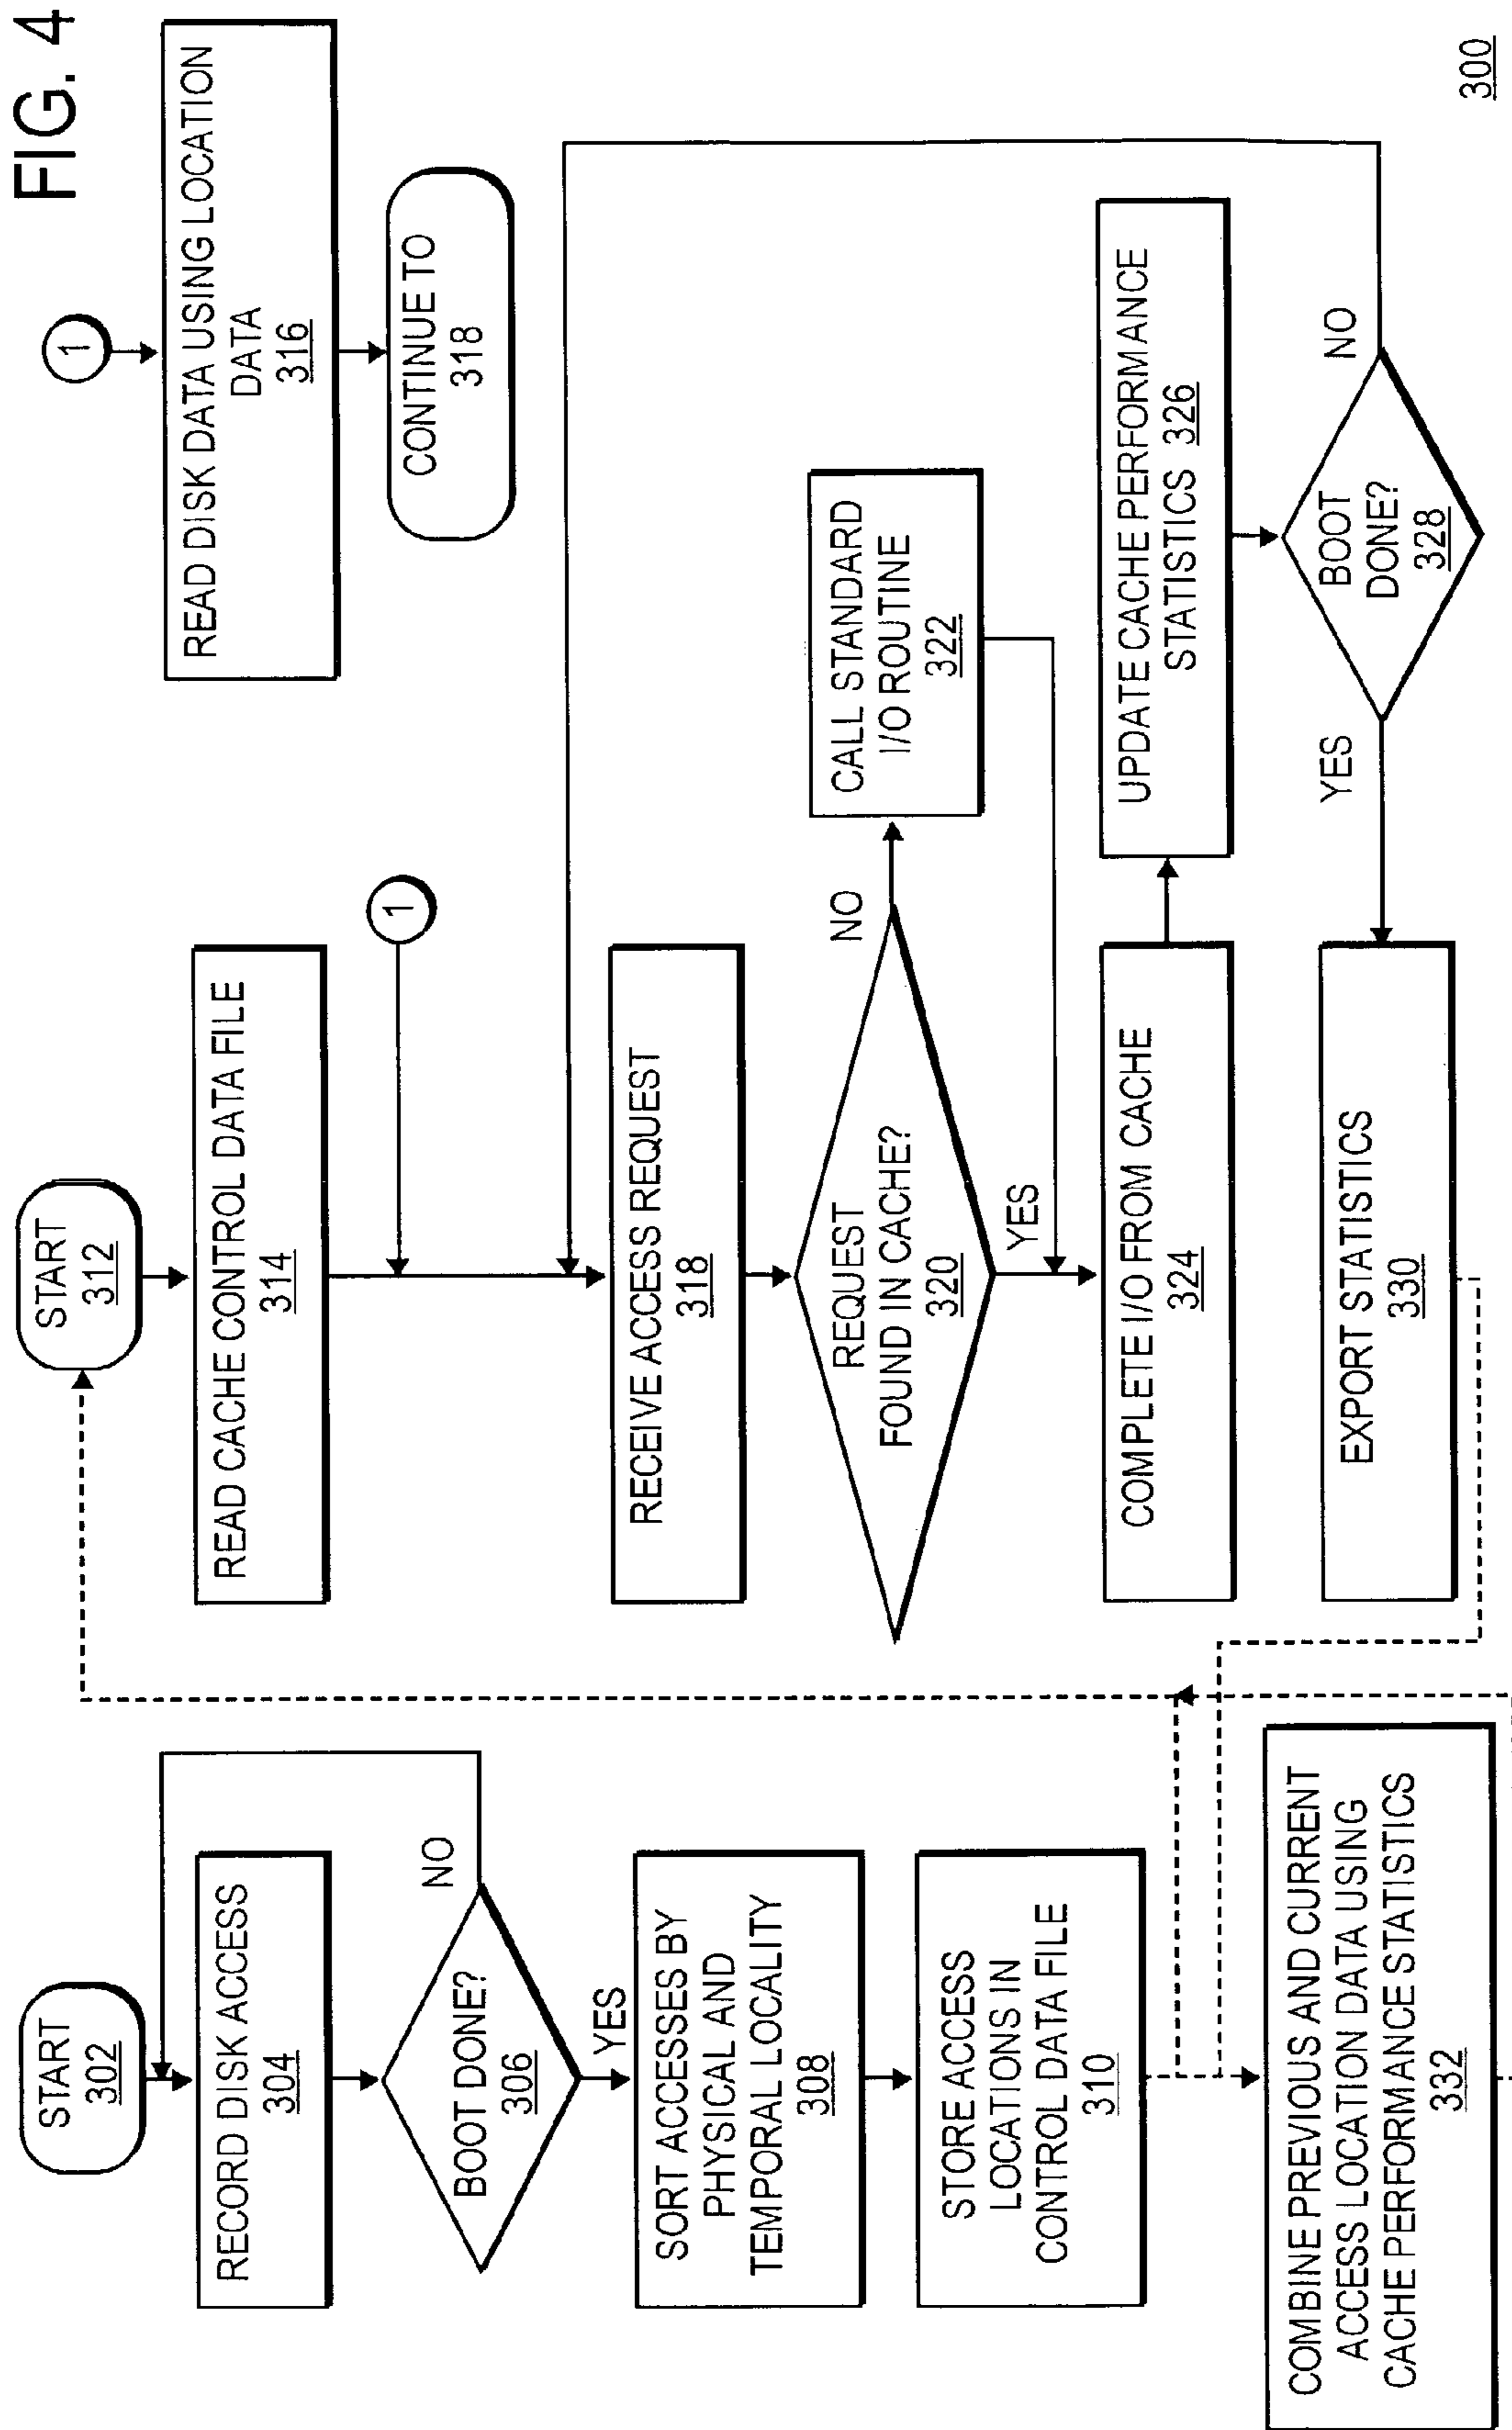 FIG. 4
START
302
RECORD DISK ACCESS
304
BOOT DONE?
306
NO
YES
SORT ACCESSES BY
PHYSICAL AND
TEMPORAL LOCALITY
308
STORE ACCESS
LOCATIONS IN
CONTROL DATA FILE
310
COMBINE PREVIOUS AND CURRENT
ACCESS LOCATION DATA USING
CACHE PERFORMANCE STATISTICS
332
START
312
READ CACHE CONTROL DATA FILE
314
1
RECEIVE ACCESS REQUEST
318
REQUEST
FOUND IN CACHE?
320
NO
YES
CALL STANDARD
I/O ROUTINE
322
COMPLETE I/O FROM CACHE
324
UPDATE CACHE PERFORMANCE
STATISTICS 326
BOOT
DONE?
328
NO
YES
EXPORT STATISTICS
330
1
READ DISK DATA USING LOCATION
DATA
316
CONTINUE TO
318
300